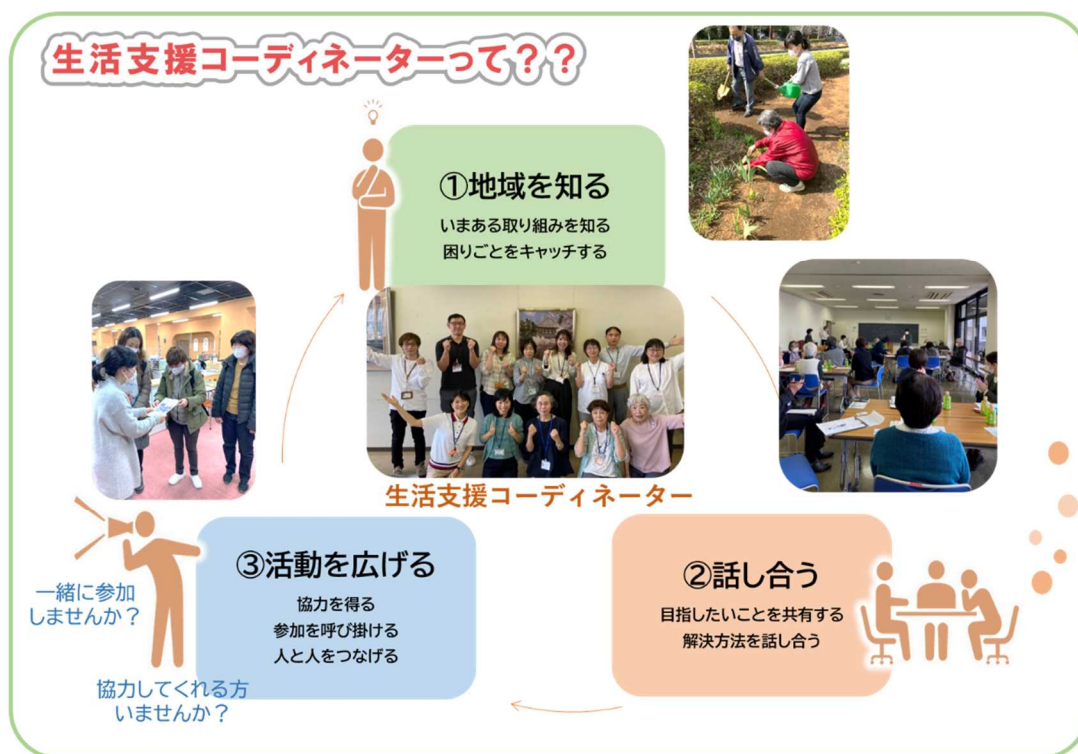 生活支援コーディネーターって？？
①地域を知る
いまある取り組みを知る
困りごとをキャッチする
生活支援コーディネーター
②話し合う
目指したいことを共有する
解決方法を話し合う
③活動を広げる
協力を得る
参加を呼び掛ける
人と人をつなげる
一緒に参加
しませんか？
協力してくれる方
いませんか？